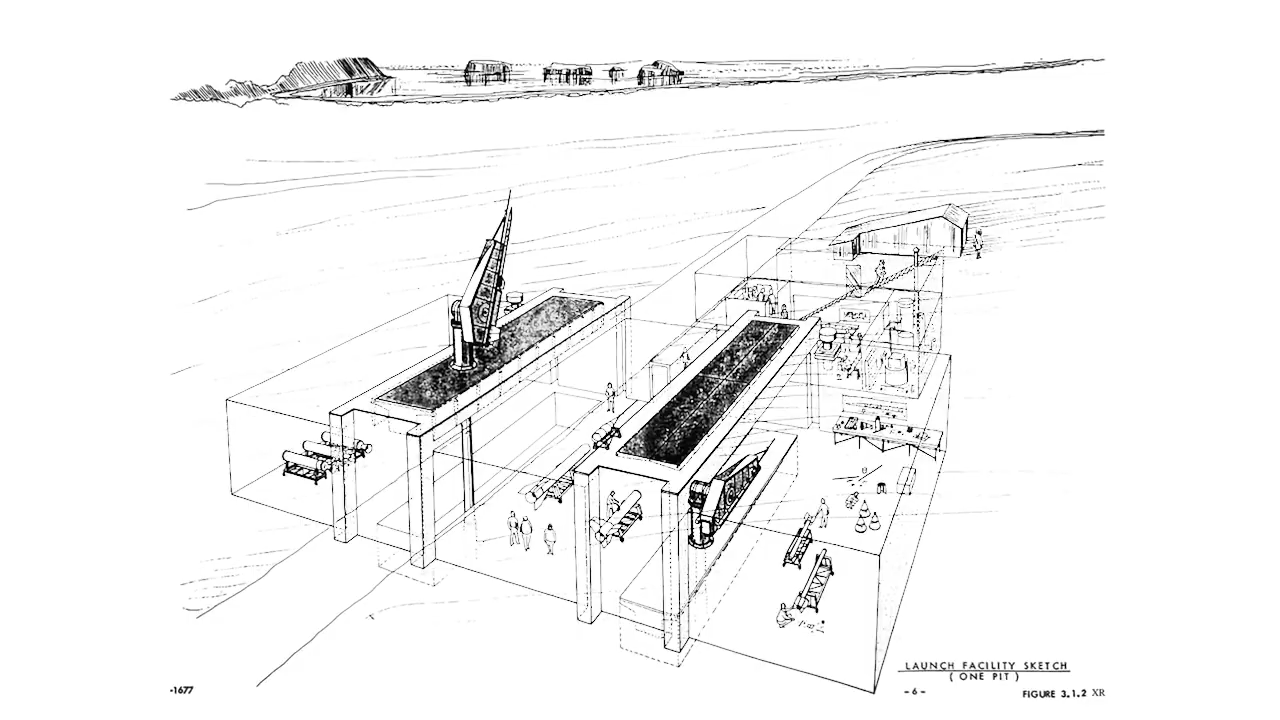 LAUNCH FACILITY SKETCH
( ONE PIT )
-1677
-6-
FIGURE 3.1.2 XR